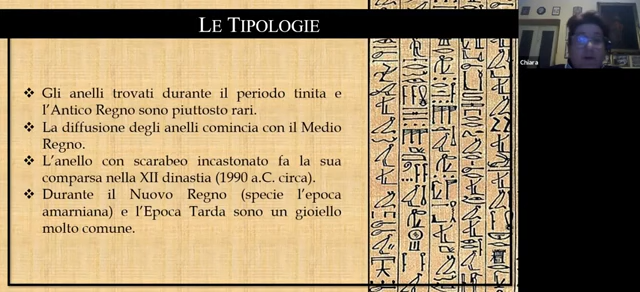 LE TIPOLOGIE
Chiara
❖ Gli anelli trovati durante il periodo tinita e
l'Antico Regno sono piuttosto rari.
❖ La diffusione degli anelli comincia con il Medio
Regno.
❖ L'anello con scarabeo incastonato fa la sua
comparsa nella XII dinastia (1990 a.C. circa).
❖ Durante il Nuovo Regno (specie l'epoca
amarniana) e l'Epoca Tarda sono un gioiello
molto comune.